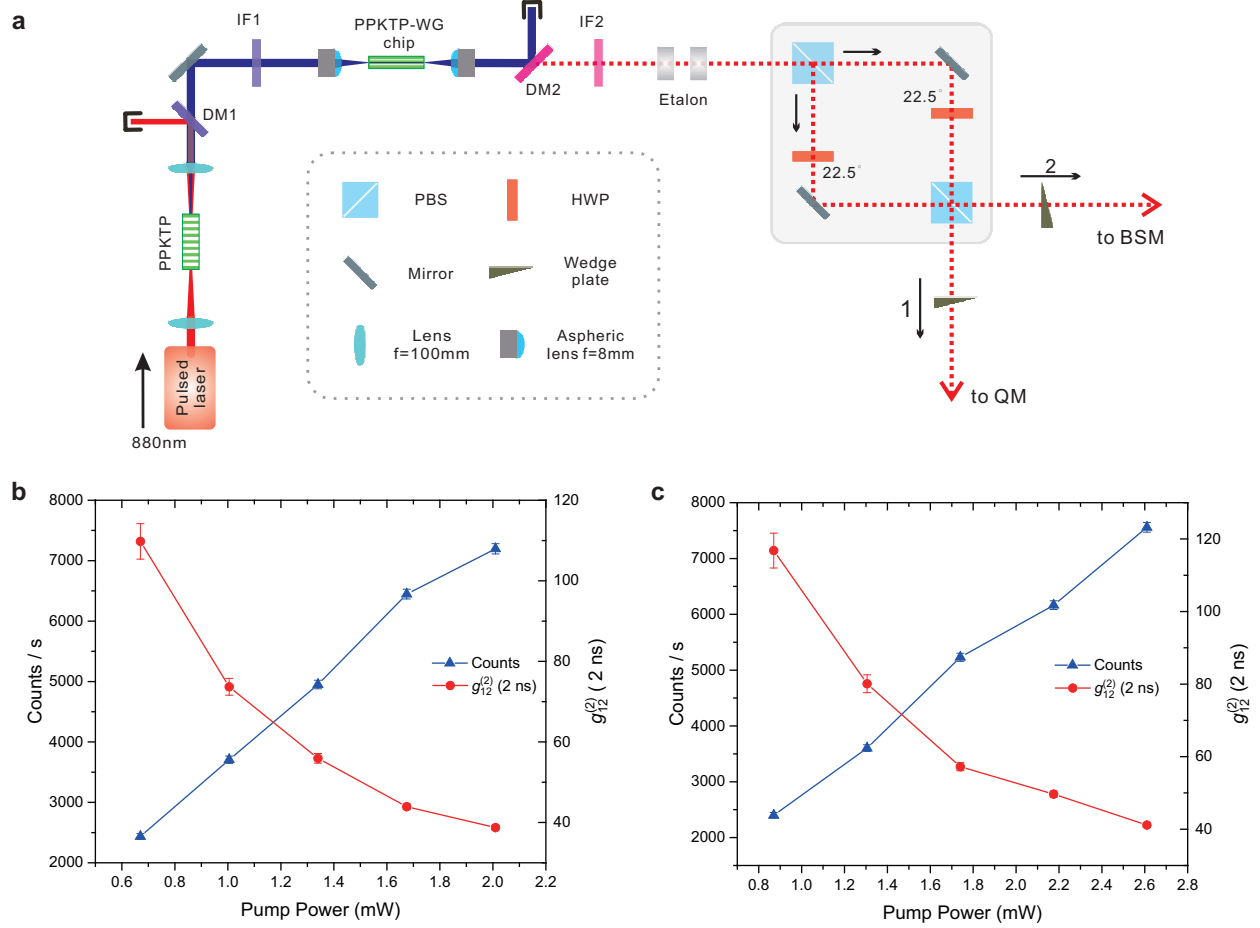 a
IF1
PPKTP-WG
chip
IF2
DM2
Etalon
22.5°
22.5°
DM1
PBS
HWP
Mirror
Wedge
plate
Lens
f=100mm
Aspheric
lens f=8mm
PPKTP
Pulsed
laser
880nm
2
to BSM
1
to QM
b
8000
7000
6000
5000
4000
3000
2000
Counts / s
120
100
80
60
40
g₁₂⁽²⁾ ( 2 ns)
Counts
g₁₂⁽²⁾ (2 ns)
0.6 0.8 1.0 1.2 1.4 1.6 1.8 2.0 2.2
Pump Power (mW)
c
8000
7000
6000
5000
4000
3000
2000
Counts / s
120
100
80
60
40
g₁₂⁽²⁾ ( 2 ns)
Counts
g₁₂⁽²⁾ (2 ns)
0.8 1.0 1.2 1.4 1.6 1.8 2.0 2.2 2.4 2.6 2.8
Pump Power (mW)